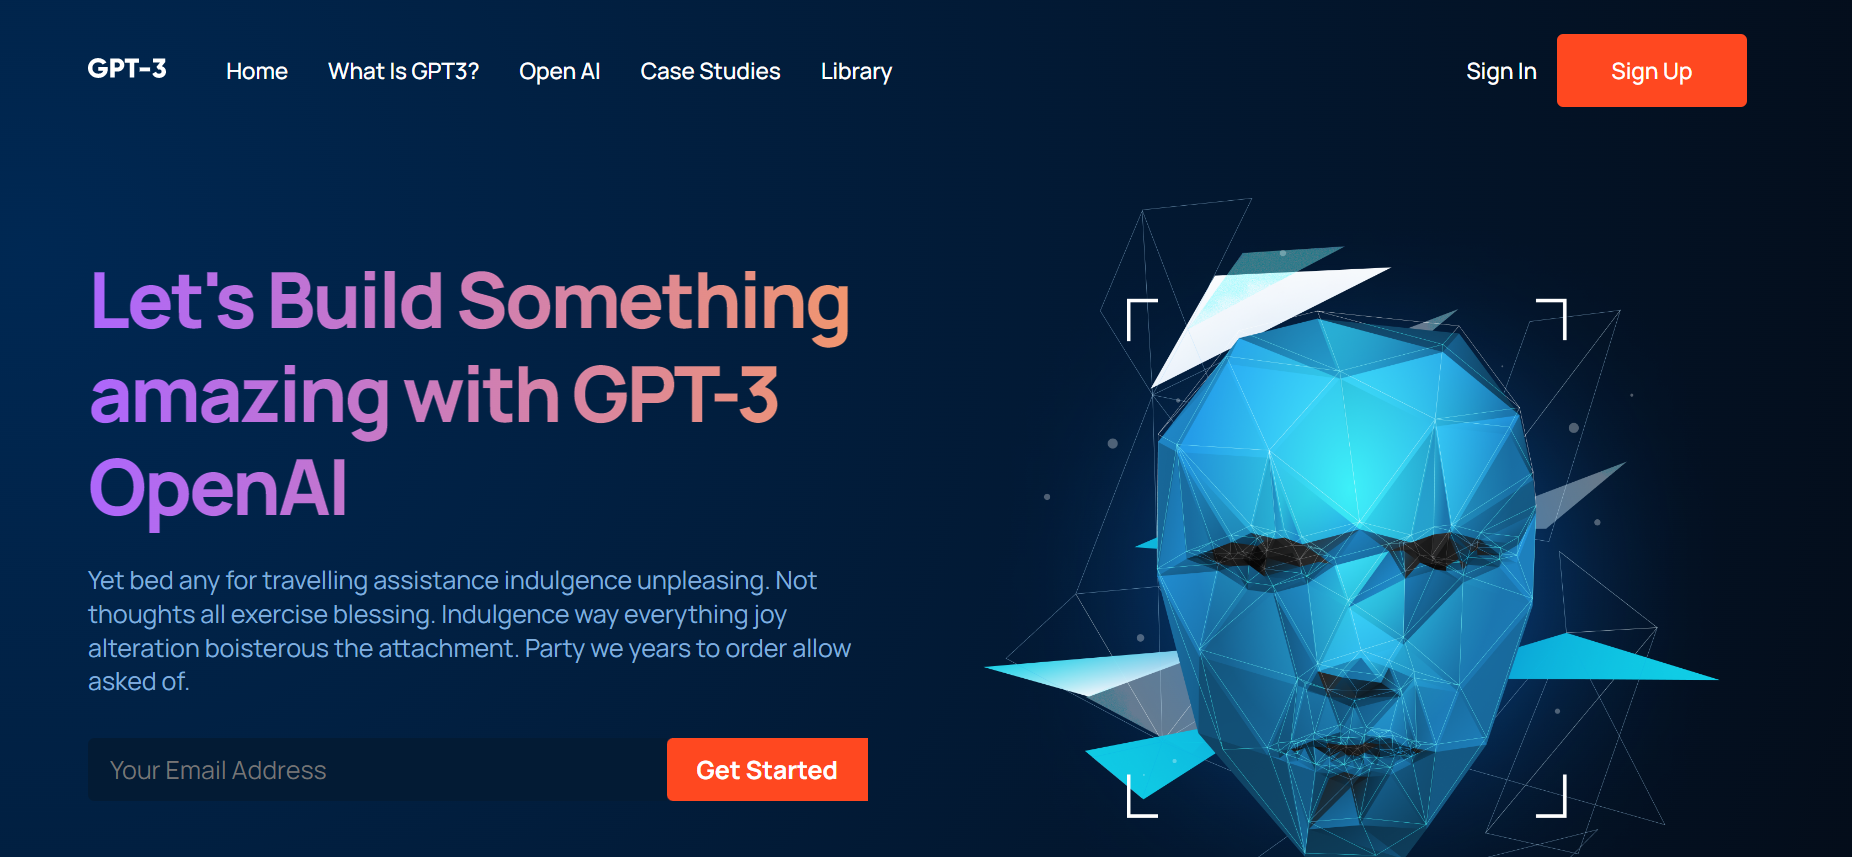 GPT-3 Home What Is GPT3? Open AI Case Studies Library Sign In Sign Up
Let's Build Something
amazing with GPT-3
OpenAI
Yet bed any for travelling assistance indulgence unpleasing. Not
thoughts all exercise blessing. Indulgence way everything joy
alteration boisterous the attachment. Party we years to order allow
asked of.
Your Email Address Get Started